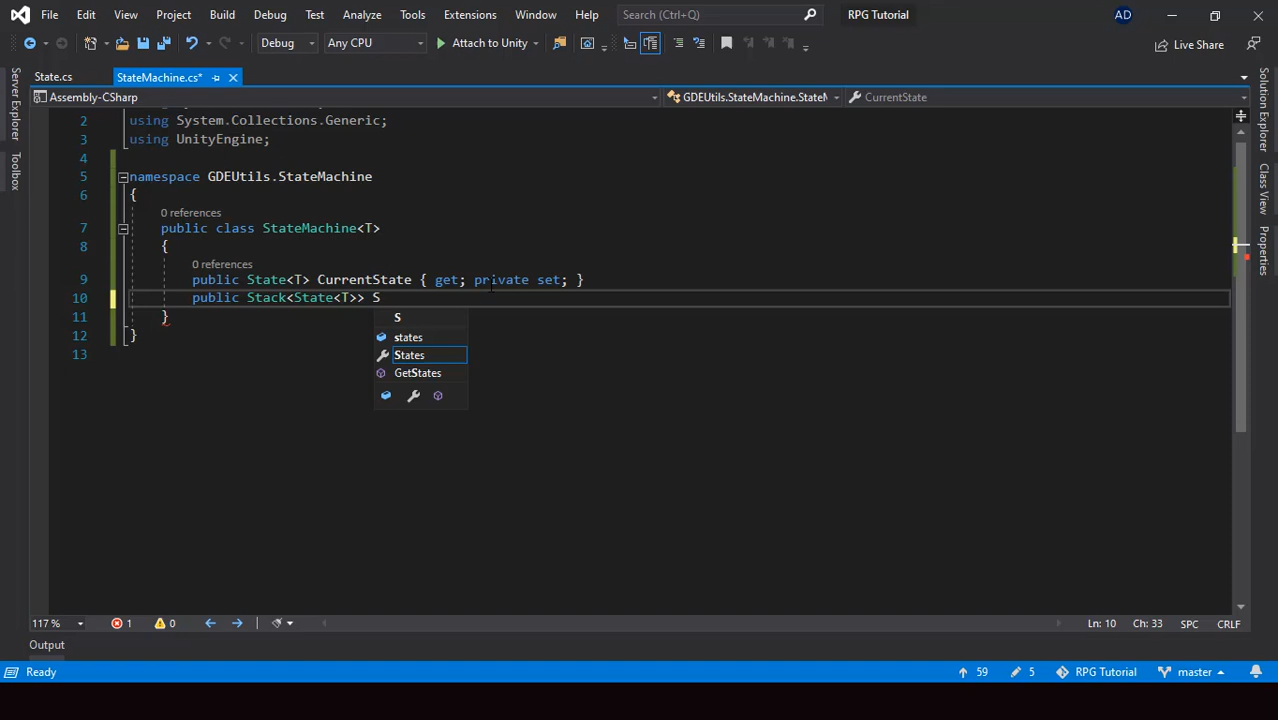 File Edit View Project Build Debug Test Analyze Tools Extensions Window Help Search (Ctrl+Q) RPG Tutorial AD
Debug Any CPU Attach to Unity Live Share
State.cs StateMachine.cs*
Assembly-CSharp GDEUtils.StateMachine.StateM CurrentState
2 using System.Collections.Generic;
3 using UnityEngine;
4
5 namespace GDEUtils.StateMachine
6 {
0 references
7 public class StateMachine<T>
8 {
0 references
9 public State<T> CurrentState { get; private set; }
10 public Stack<State<T>> S
11 }
12 }
13
S
states
States
GetStates
Server Explorer
Toolbox
Solution Explorer
Class View
Properties
117 % 1 0 Ln: 10 Ch: 33 SPC CRLF
Output
Ready 59 5 RPG Tutorial master